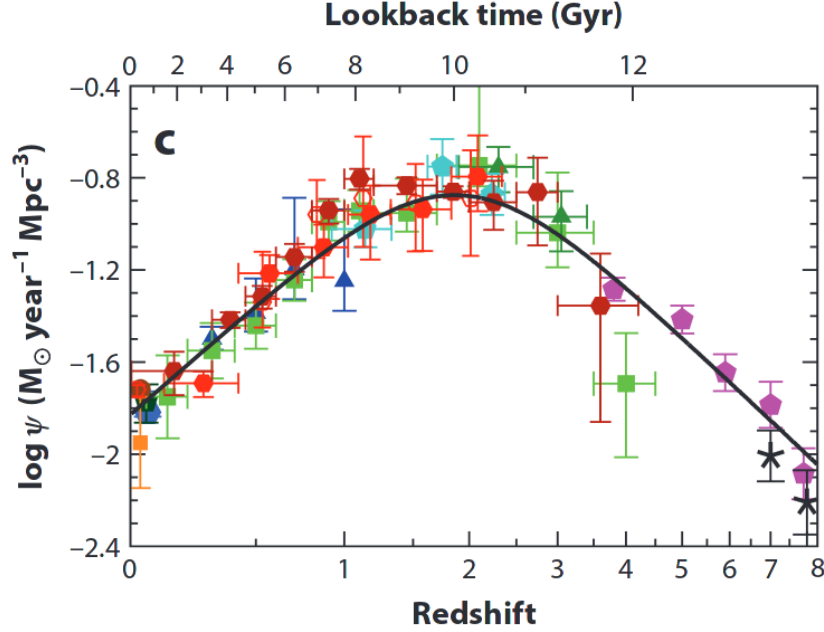 Lookback time (Gyr)
0 2 4 6 8 10 12
−0.4
c
−0.8
−1.2
−1.6
−2
−2.4
log ψ (M⊙ year−1 Mpc−3)
0 1 2 3 4 5 6 7 8
Redshift